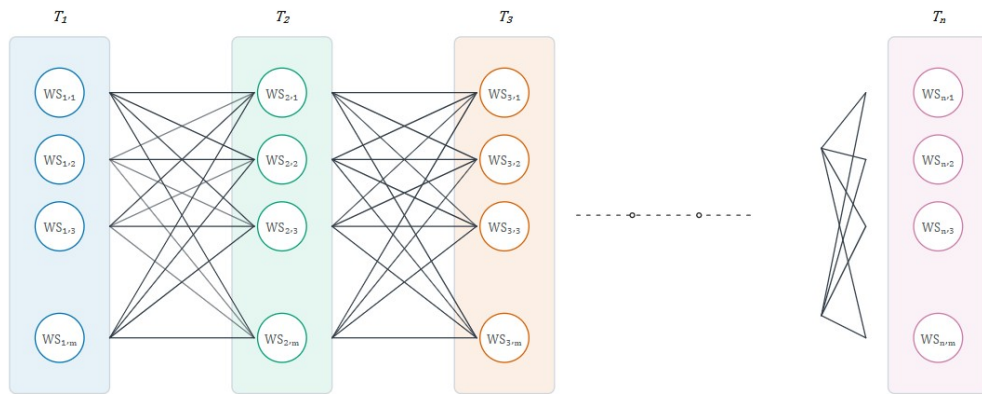 T₁ T₂ T₃ Tₙ
WS₁,₁ WS₂,₁ WS₃,₁ WSₙ,₁
WS₁,₂ WS₂,₂ WS₃,₂ WSₙ,₂
WS₁,₃ WS₂,₃ WS₃,₃ WSₙ,₃
WS₁,ₘ WS₂,ₘ WS₃,ₘ WSₙ,ₘ